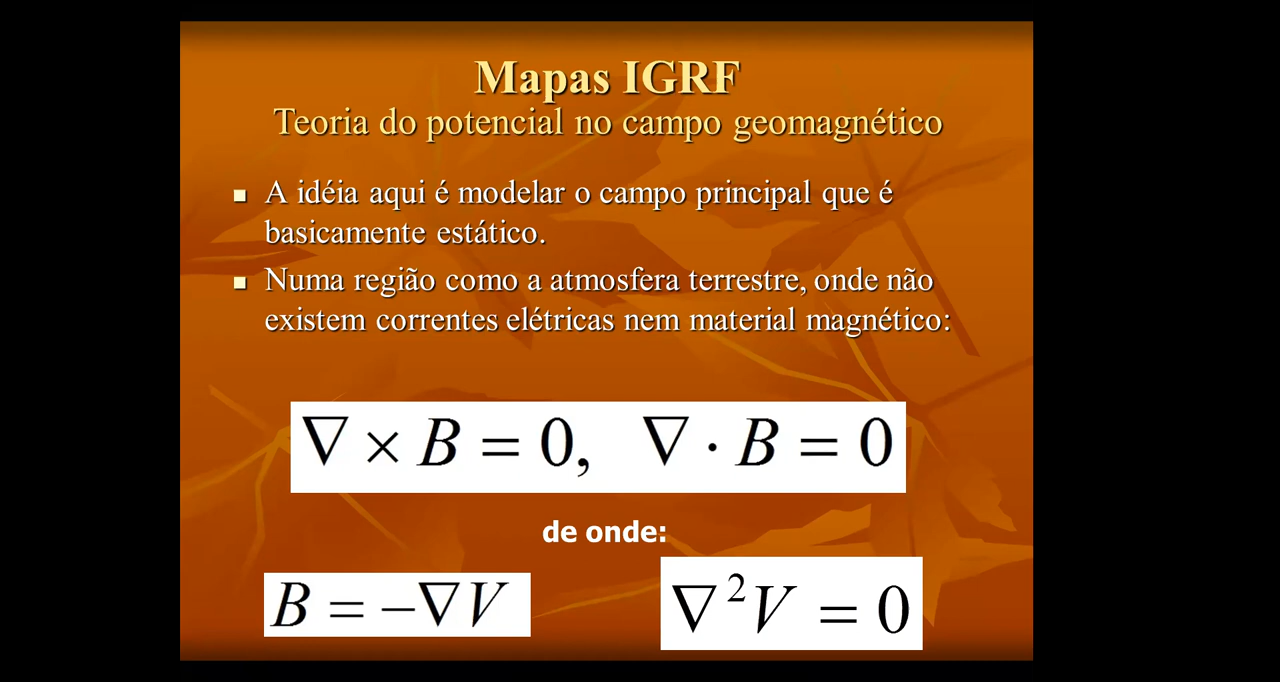 Mapas IGRF
Teoria do potencial no campo geomagnético
A idéia aqui é modelar o campo principal que é
basicamente estático.
Numa região como a atmosfera terrestre, onde não
existem correntes elétricas nem material magnético:
∇ × B = 0, ∇ · B = 0
de onde:
B = −∇V
∇²V = 0